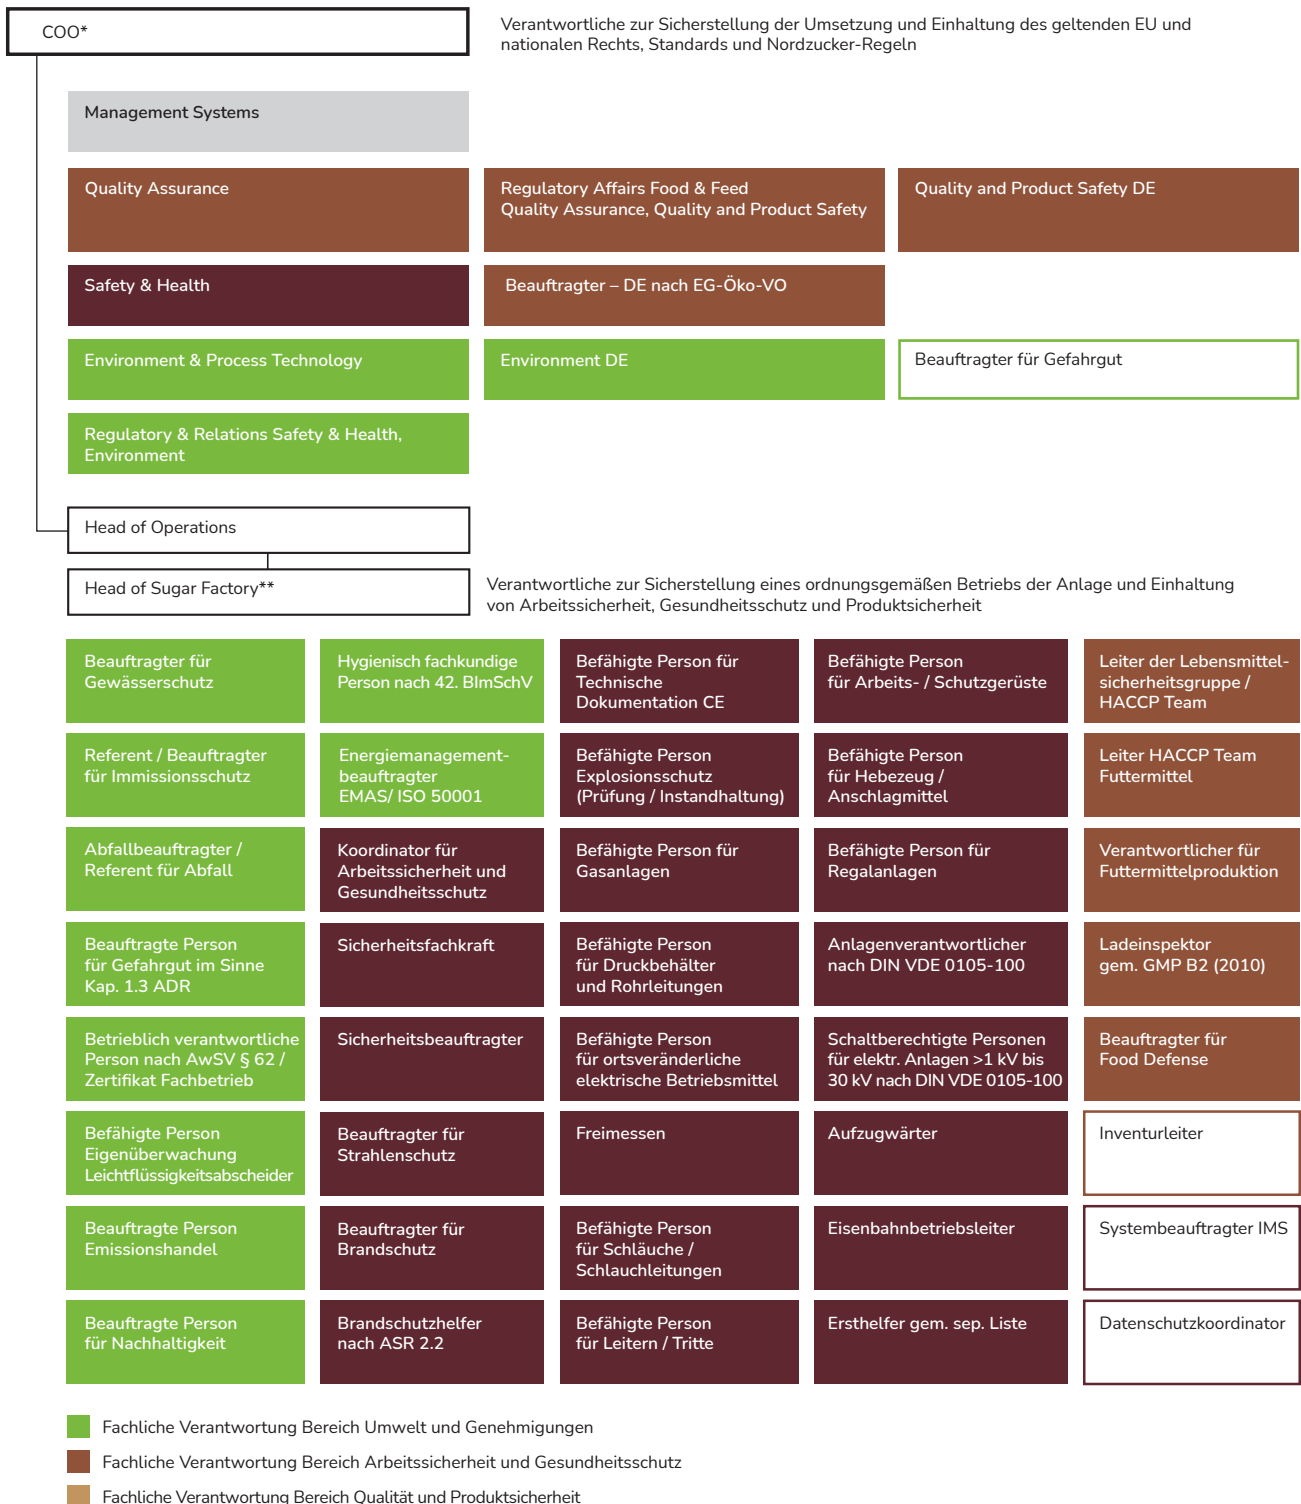 COO*
Verantwortliche zur Sicherstellung der Umsetzung und Einhaltung des geltenden EU und
nationalen Rechts, Standards und Nordzucker-Regeln
Management Systems
Quality Assurance
Regulatory Affairs Food & Feed
Quality Assurance, Quality and Product Safety
Quality and Product Safety DE
Safety & Health
Beauftragter – DE nach EG-Öko-VO
Environment & Process Technology
Environment DE
Beauftragter für Gefahrgut
Regulatory & Relations Safety & Health,
Environment
Head of Operations
Head of Sugar Factory**
Verantwortliche zur Sicherstellung eines ordnungsgemäßen Betriebs der Anlage und Einhaltung
von Arbeitssicherheit, Gesundheitsschutz und Produktsicherheit
Beauftragter für
Gewässerschutz
Hygienisch fachkundige
Person nach 42. BImSchV
Befähigte Person für
Technische
Dokumentation CE
Befähigte Person
für Arbeits- / Schutzgerüste
Leiter der Lebensmittel-
sicherheitsgruppe /
HACCP Team
Referent / Beauftragter
für Immissionsschutz
Energiemanagement-
beauftragter
EMAS/ ISO 50001
Befähigte Person
Explosionsschutz
(Prüfung / Instandhaltung)
Befähigte Person
für Hebezeug /
Anschlagmittel
Leiter HACCP Team
Futtermittel
Abfallbeauftragter /
Referent für Abfall
Koordinator für
Arbeitssicherheit und
Gesundheitsschutz
Befähigte Person für
Gasanlagen
Befähigte Person für
Regalanlagen
Verantwortlicher für
Futtermittelproduktion
Beauftragte Person
für Gefahrgut im Sinne
Kap. 1.3 ADR
Sicherheitsfachkraft
Befähigte Person
für Druckbehälter
und Rohrleitungen
Anlagenverantwortlicher
nach DIN VDE 0105-100
Ladeinspektor
gem. GMP B2 (2010)
Betrieblich verantwortliche
Person nach AwSV § 62 /
Zertifikat Fachbetrieb
Sicherheitsbeauftragter
Befähigte Person
für ortsveränderliche
elektrische Betriebsmittel
Schaltberechtigte Personen
für elektr. Anlagen >1 kV bis
30 kV nach DIN VDE 0105-100
Beauftragter für
Food Defense
Befähigte Person
Eigenüberwachung
Leichtflüssigkeitsabscheider
Beauftragter für
Strahlenschutz
Freimessen
Aufzugwärter
Inventurleiter
Beauftragte Person
Emissionshandel
Beauftragter für
Brandschutz
Befähigte Person
für Schläuche /
Schlauchleitungen
Eisenbahnbetriebsleiter
Systembeauftragter IMS
Beauftragte Person
für Nachhaltigkeit
Brandschutzhelfer
nach ASR 2.2
Befähigte Person
für Leitern / Tritte
Ersthelfer gem. sep. Liste
Datenschutzkoordinator
Fachliche Verantwortung Bereich Umwelt und Genehmigungen
Fachliche Verantwortung Bereich Arbeitssicherheit und Gesundheitsschutz
Fachliche Verantwortung Bereich Qualität und Produktsicherheit